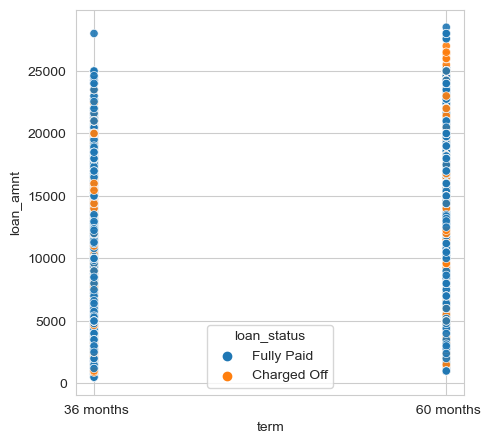 25000
20000
15000
10000
5000
0
loan_amnt
loan_status
Fully Paid
Charged Off
36 months
60 months
term